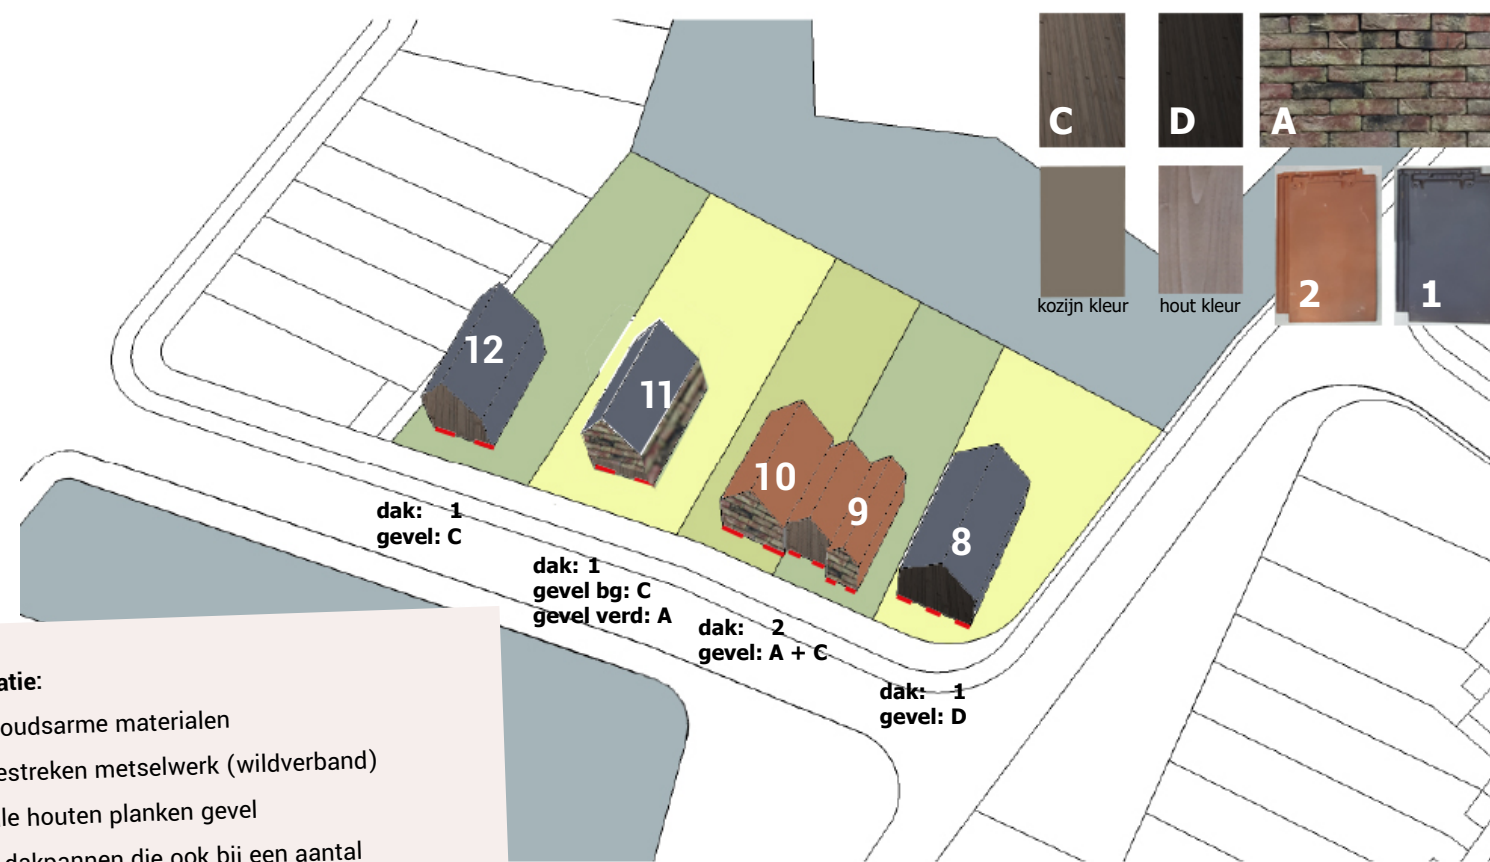 C
D
A
kozijn kleur
hout kleur
2
1
12
11
10
9
8
dak: 1
gevel: C
dak: 1
gevel bg: C
gevel verd: A
dak: 2
gevel: A + C
dak: 1
gevel: D
atie:
oudsarme materialen
estreken metselwerk (wildverband)
le houten planken gevel
dakpannen die ook bij een aantal